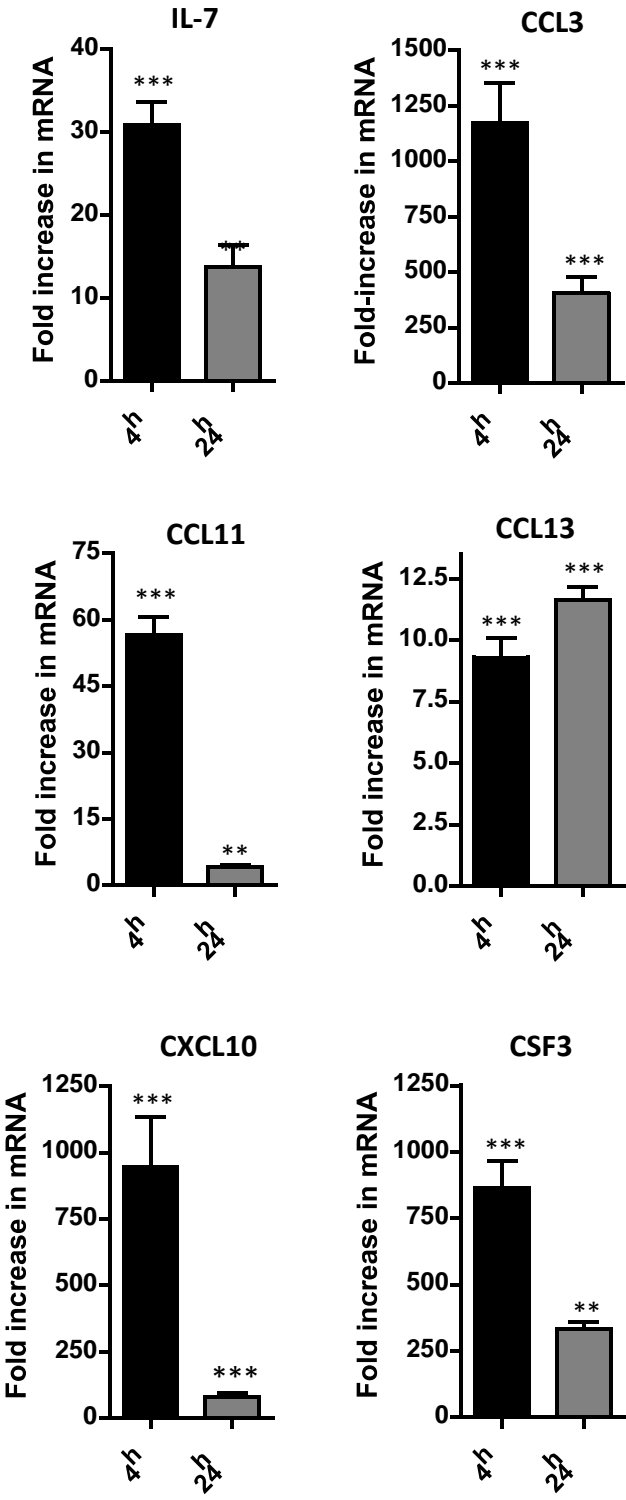 IL-7
Fold increase in mRNA
40
30
20
10
0
***
**
4h
24h
CCL3
Fold-increase in mRNA
1500
1250
1000
750
500
250
0
***
***
4h
24h
CCL11
Fold increase in mRNA
75
60
45
30
15
0
***
**
4h
24h
CCL13
Fold increase in mRNA
12.5
10.0
7.5
5.0
2.5
0.0
***
***
4h
24h
CXCL10
Fold increase in mRNA
1250
1000
750
500
250
0
***
***
4h
24h
CSF3
Fold increase in mRNA
1250
1000
750
500
250
0
***
**
4h
24h